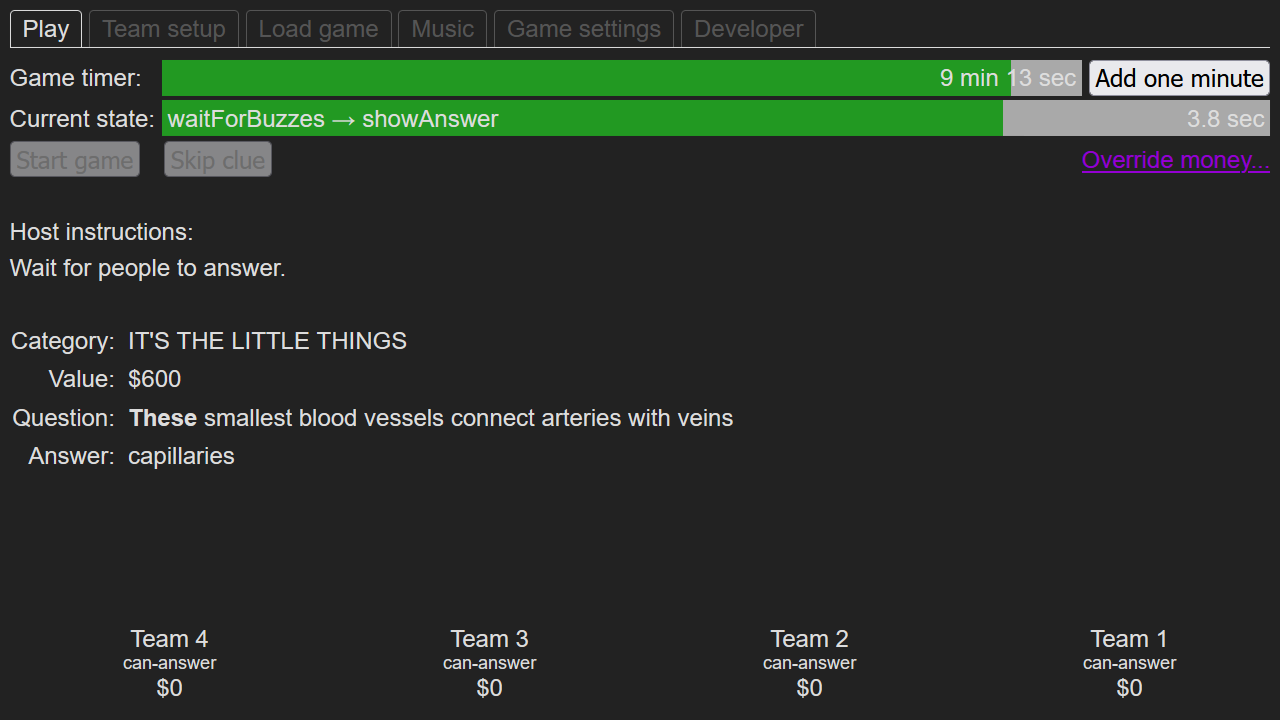 Play Team setup Load game Music Game settings Developer
Game timer: 9 min 13 sec Add one minute
Current state: waitForBuzzes → showAnswer 3.8 sec
Start game Skip clue Override money...
Host instructions:
Wait for people to answer.
Category: IT'S THE LITTLE THINGS
Value: $600
Question: These smallest blood vessels connect arteries with veins
Answer: capillaries
Team 4 Team 3 Team 2 Team 1
can-answer can-answer can-answer can-answer
$0 $0 $0 $0